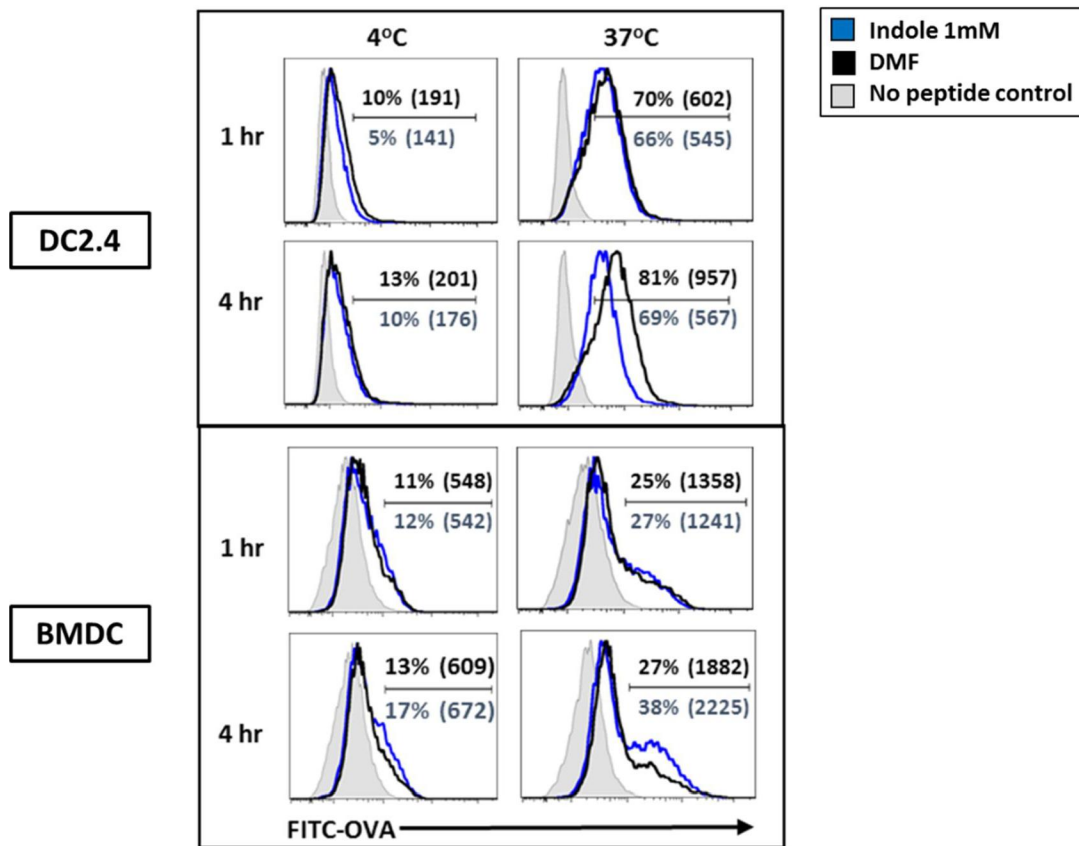 4°C
37°C
Indole 1mM
DMF
No peptide control
DC2.4
1 hr
10% (191)
5% (141)
70% (602)
66% (545)
4 hr
13% (201)
10% (176)
81% (957)
69% (567)
BMDC
1 hr
11% (548)
12% (542)
25% (1358)
27% (1241)
4 hr
13% (609)
17% (672)
27% (1882)
38% (2225)
FITC-OVA